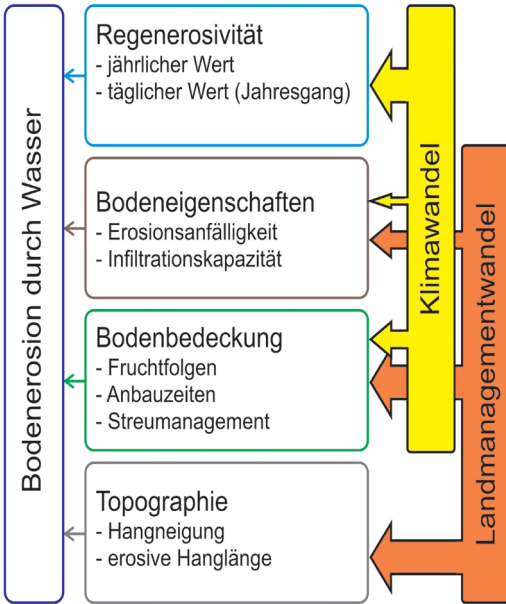 Bodenerosion durch Wasser
Regenerosivität
- jährlicher Wert
- täglicher Wert (Jahresgang)
Bodeneigenschaften
- Erosionsanfälligkeit
- Infiltrationskapazität
Bodenbedeckung
- Fruchtfolgen
- Anbauzeiten
- Streumanagement
Topographie
- Hangneigung
- erosive Hanglänge
Klimawandel
Landmanagementwandel